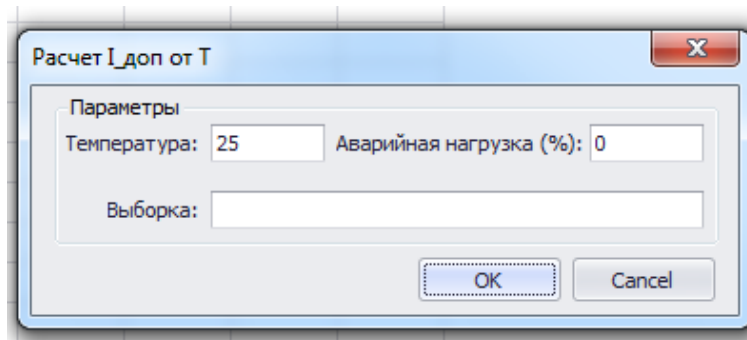 Расчет I_доп от Т
Параметры
Температура: 25 Аварийная нагрузка (%): 0
Выборка:
OK Cancel